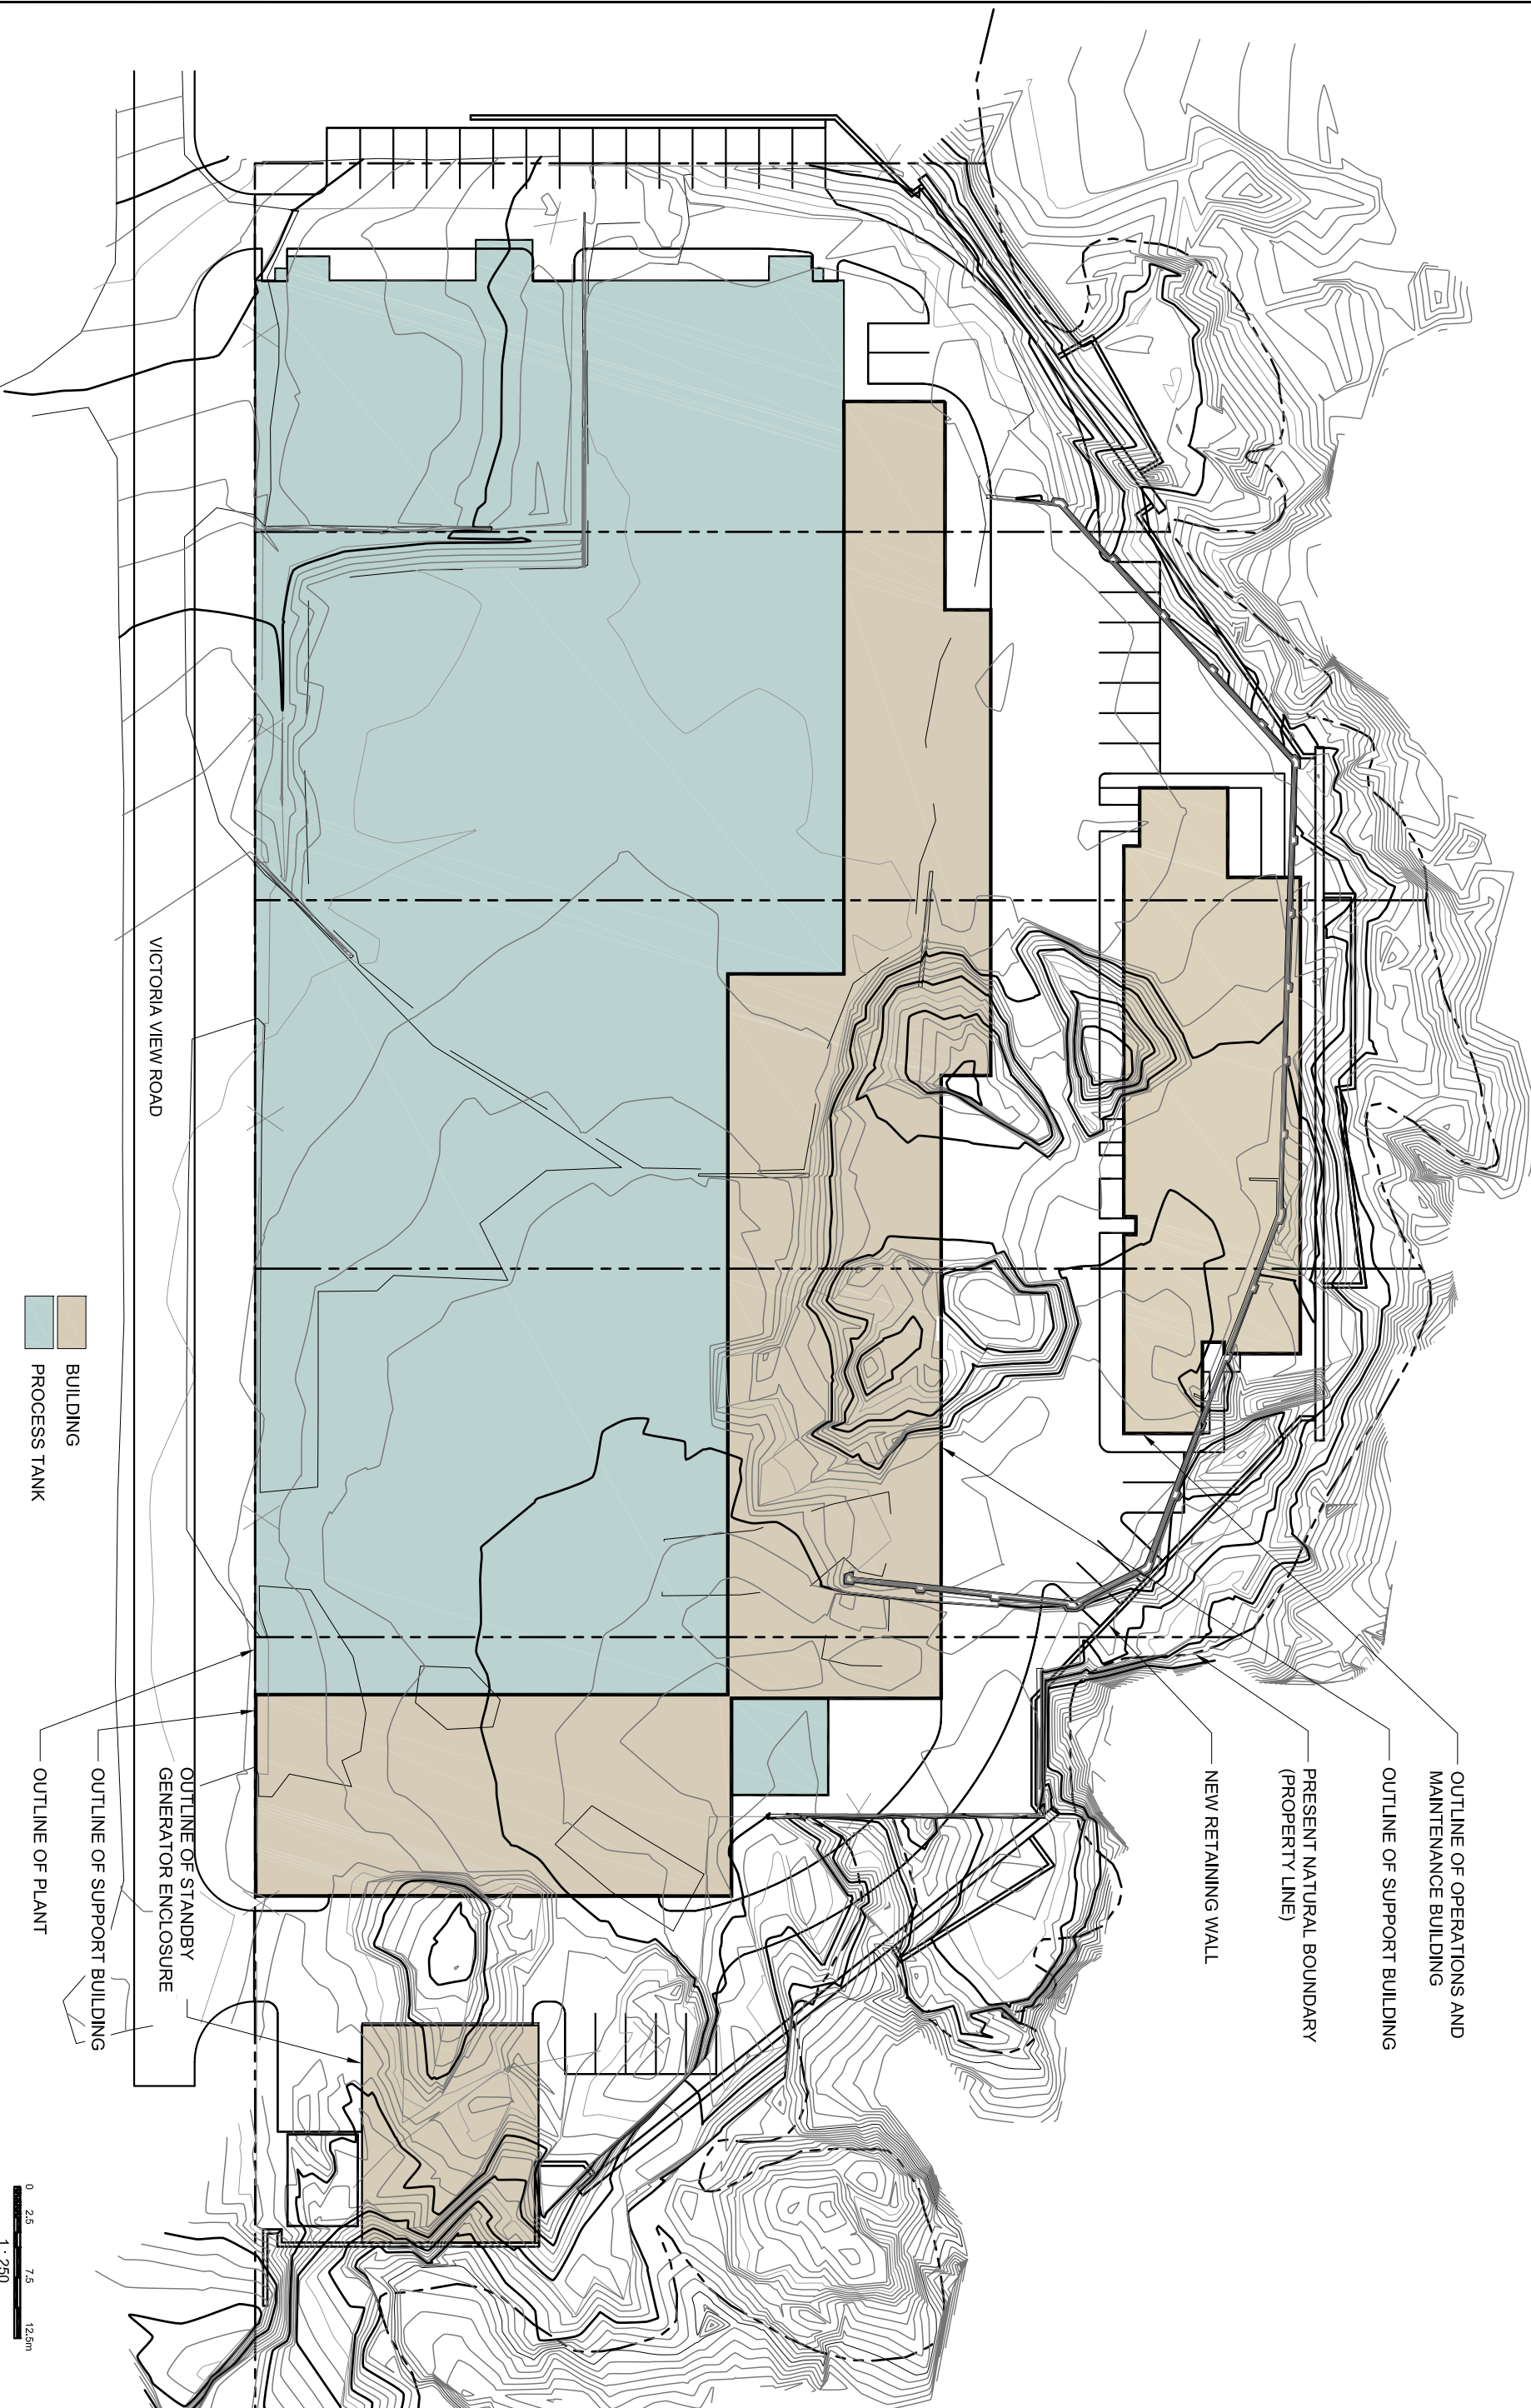 OUTLINE OF OPERATIONS AND
MAINTENANCE BUILDING
OUTLINE OF SUPPORT BUILDING
PRESENT NATURAL BOUNDARY
(PROPERTY LINE)
NEW RETAINING WALL
VICTORIA VIEW ROAD
OUTLINE OF STANDBY
GENERATOR ENCLOSURE
OUTLINE OF SUPPORT BUILDING
OUTLINE OF PLANT
BUILDING
PROCESS TANK
0 2.5 7.5 12.5m
1 : 250